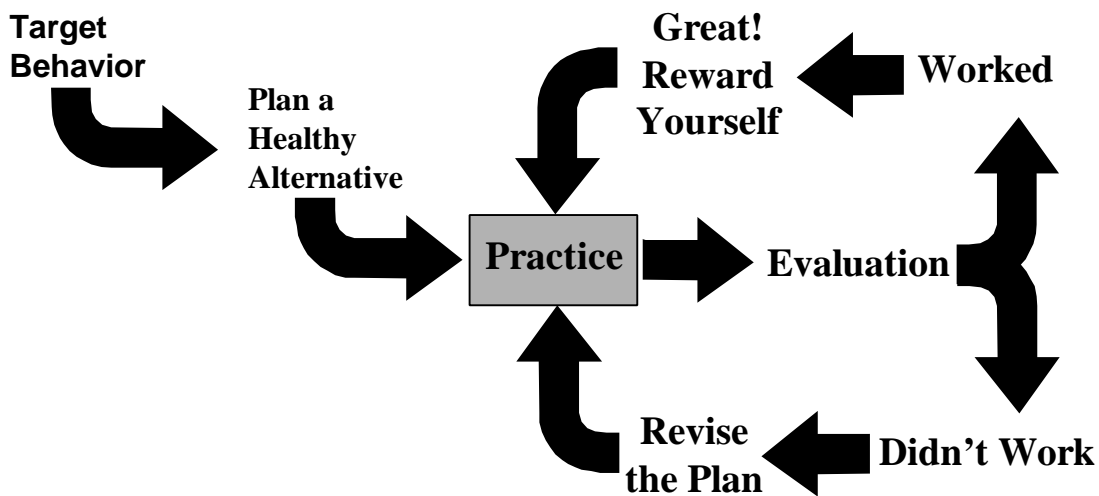 Target
Behavior
Plan a
Healthy
Alternative
Practice
Evaluation
Worked
Great!
Reward
Yourself
Didn’t Work
Revise
the Plan